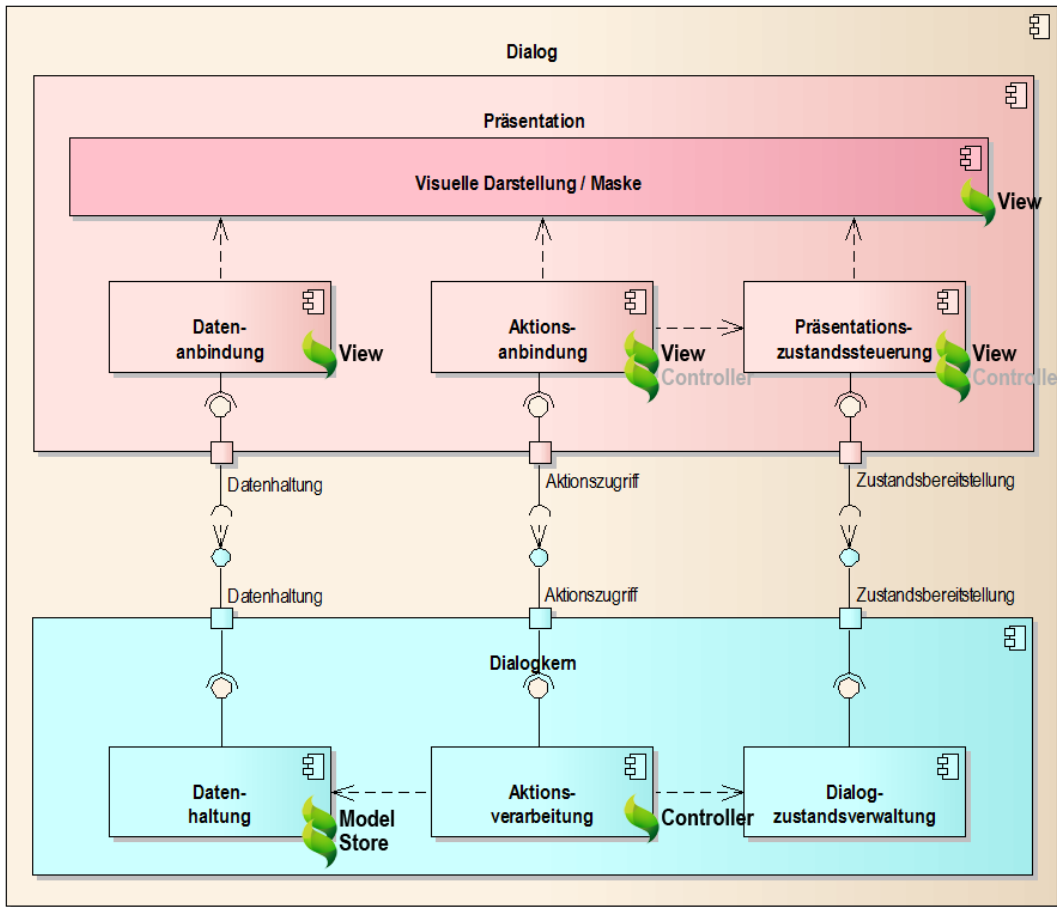 Dialog
Präsentation
Visuelle Darstellung / Maske
View
Daten-
anbindung
View
Aktions-
anbindung
View
Controller
Präsentations-
zustandssteuerung
View
Controller
Datenhaltung
Aktionszugriff
Zustandsbereitstellung
Datenhaltung
Aktionszugriff
Zustandsbereitstellung
Dialogkern
Daten-
haltung
Model
Store
Aktions-
verarbeitung
Controller
Dialog-
zustandsverwaltung